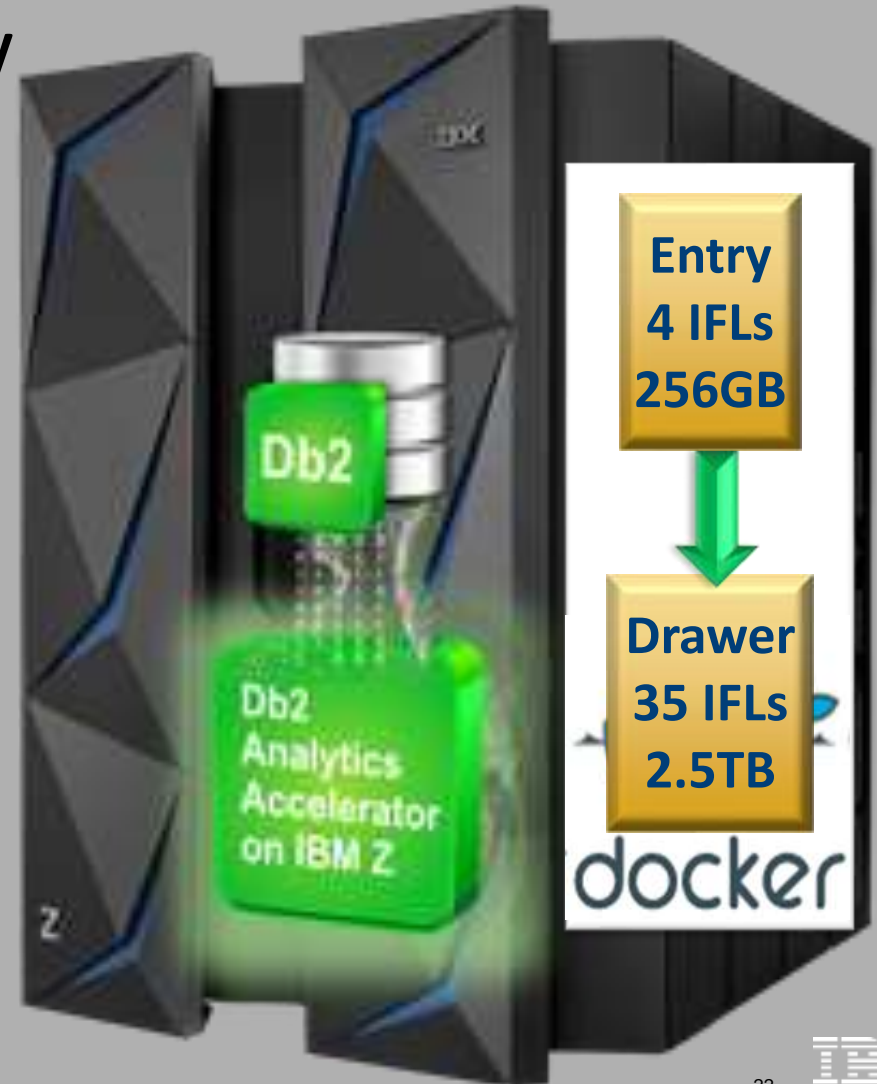 y
Entry
4 IFLs
256GB
Db2
Drawer
35 IFLs
2.5TB
Db2
Analytics
Accelerator
on IBM Z
docker
Z